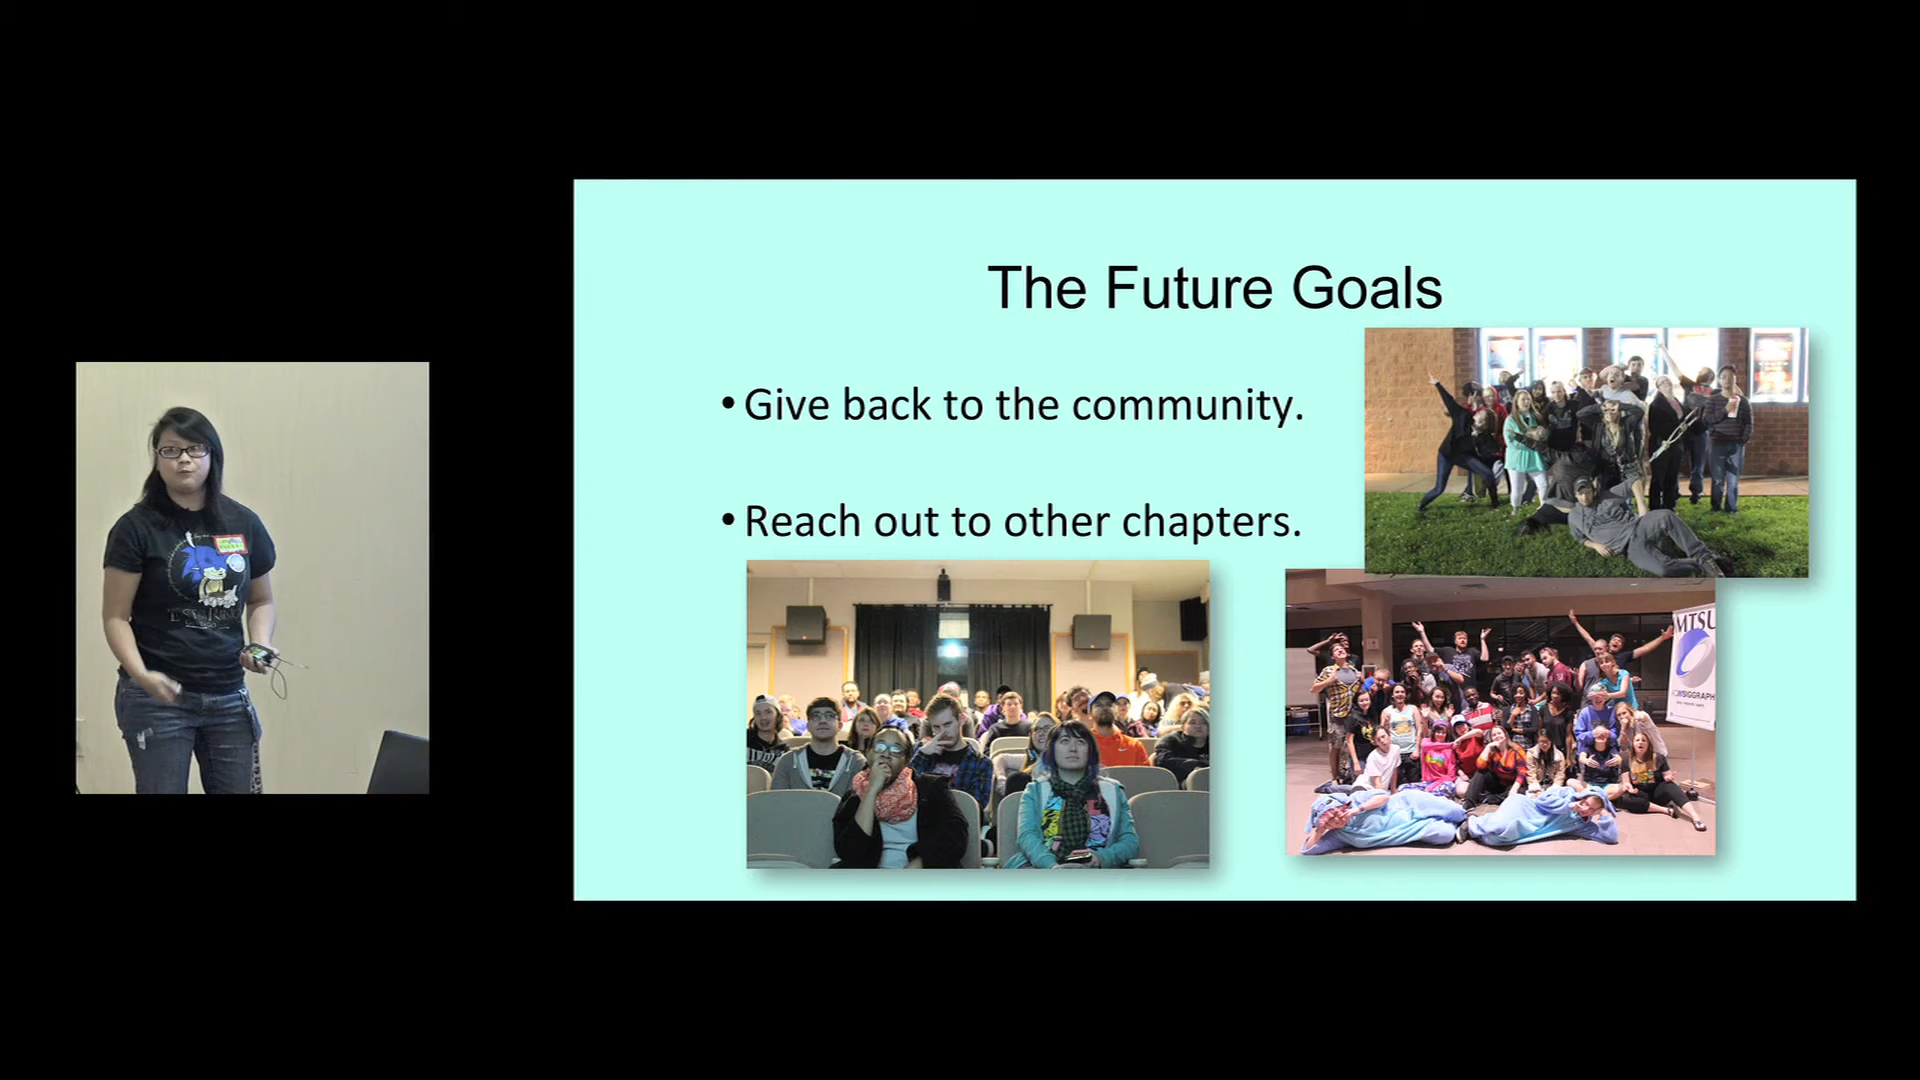 The Future Goals
• Give back to the community.
• Reach out to other chapters.
MTSU
SIGGRAPH